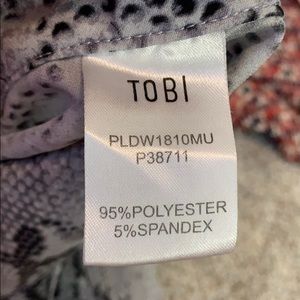 TOBI
PLDW1810MU
P38711
95%POLYESTER
5%SPANDEX